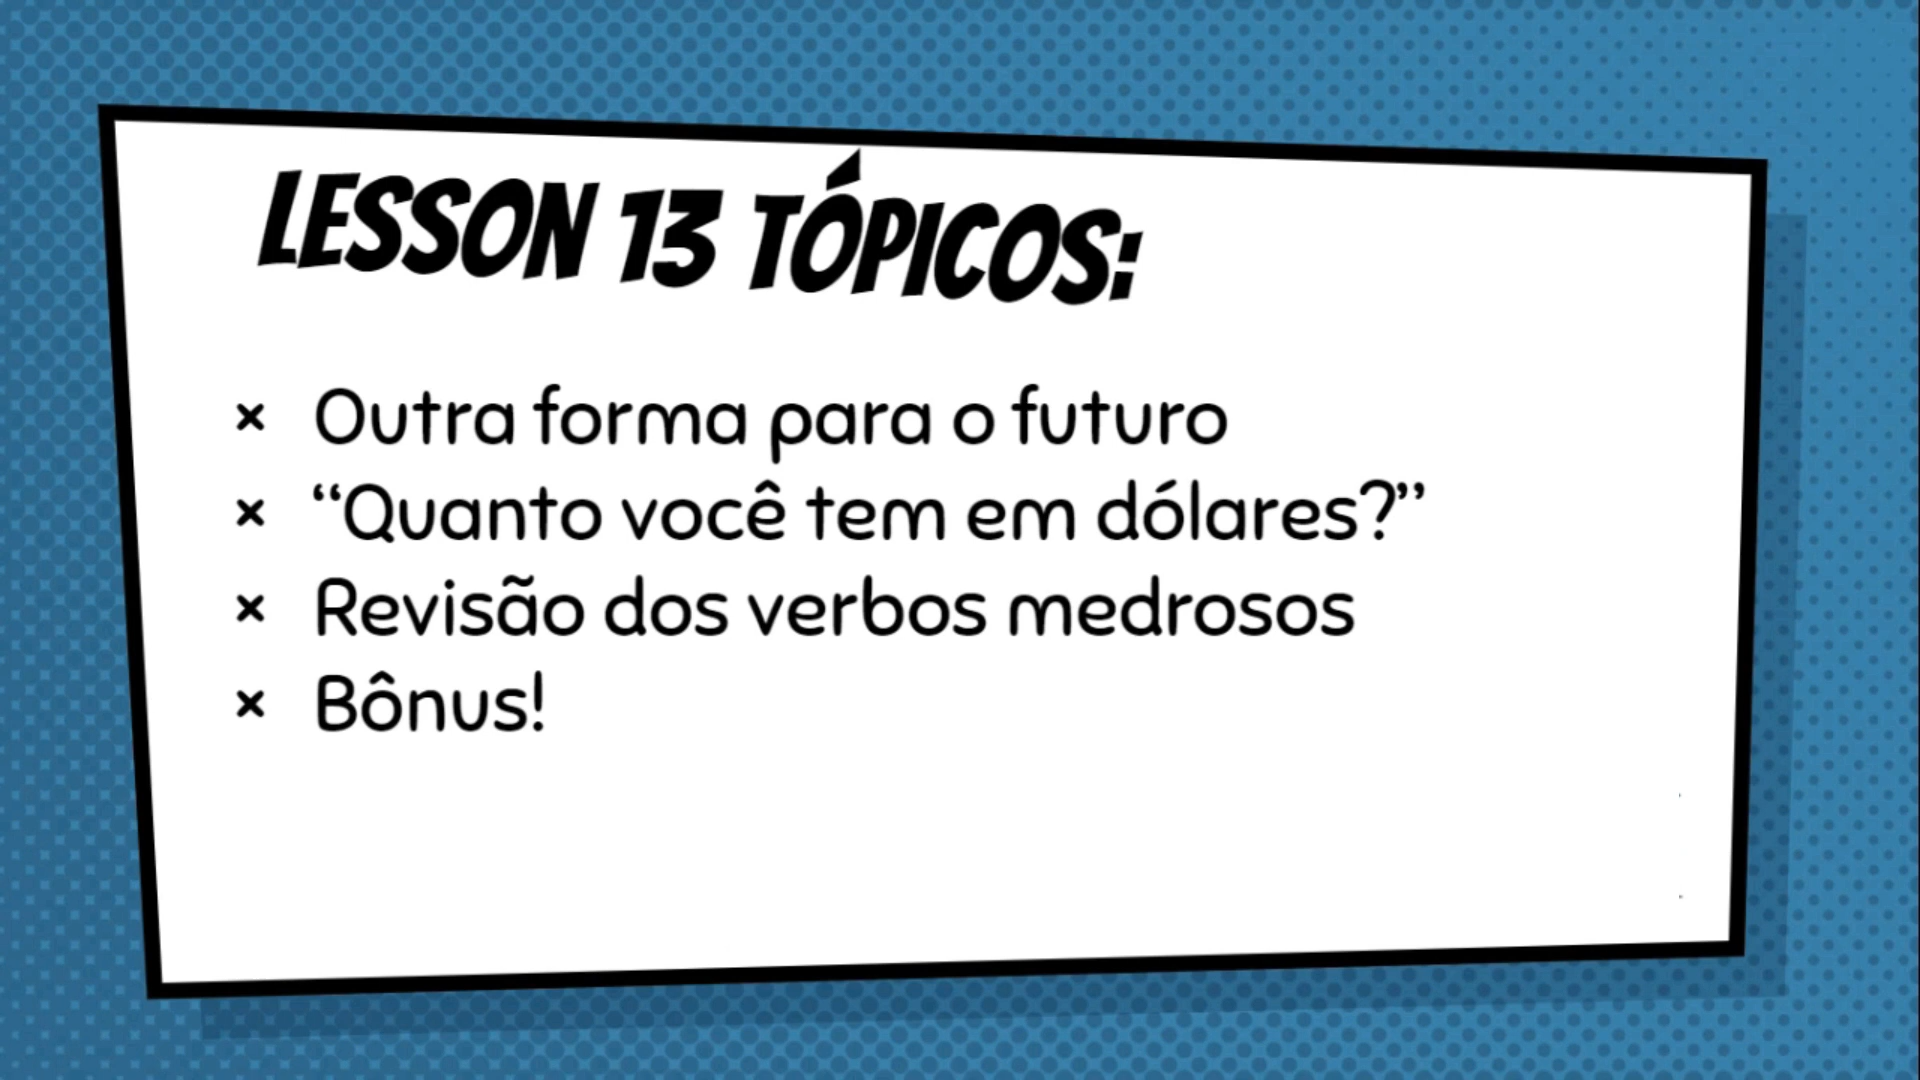 LESSON 13 TÓPICOS:
× Outra forma para o futuro
× “Quanto você tem em dólares?”
× Revisão dos verbos medrosos
× Bônus!